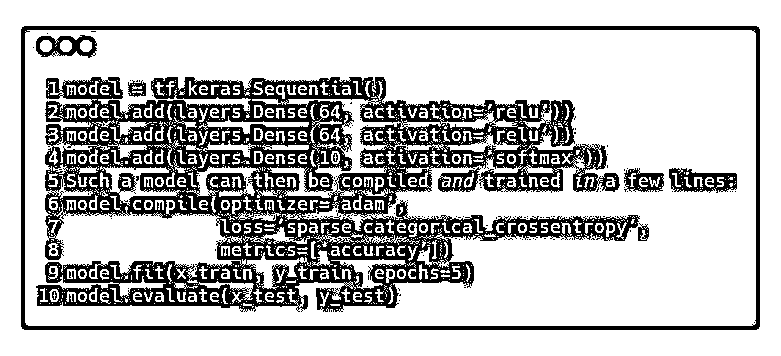 1 model = tf.keras.Sequential()
2 model.add(layers.Dense(64, activation='relu'))
3 model.add(layers.Dense(64, activation='relu'))
4 model.add(layers.Dense(10, activation='softmax'))
5 Such a model can then be compiled and trained in a few lines:
6 model.compile(optimizer='adam',
7 loss='sparse_categorical_crossentropy',
8 metrics=['accuracy'])
9 model.fit(x_train, y_train, epochs=5)
10 model.evaluate(x_test, y_test)